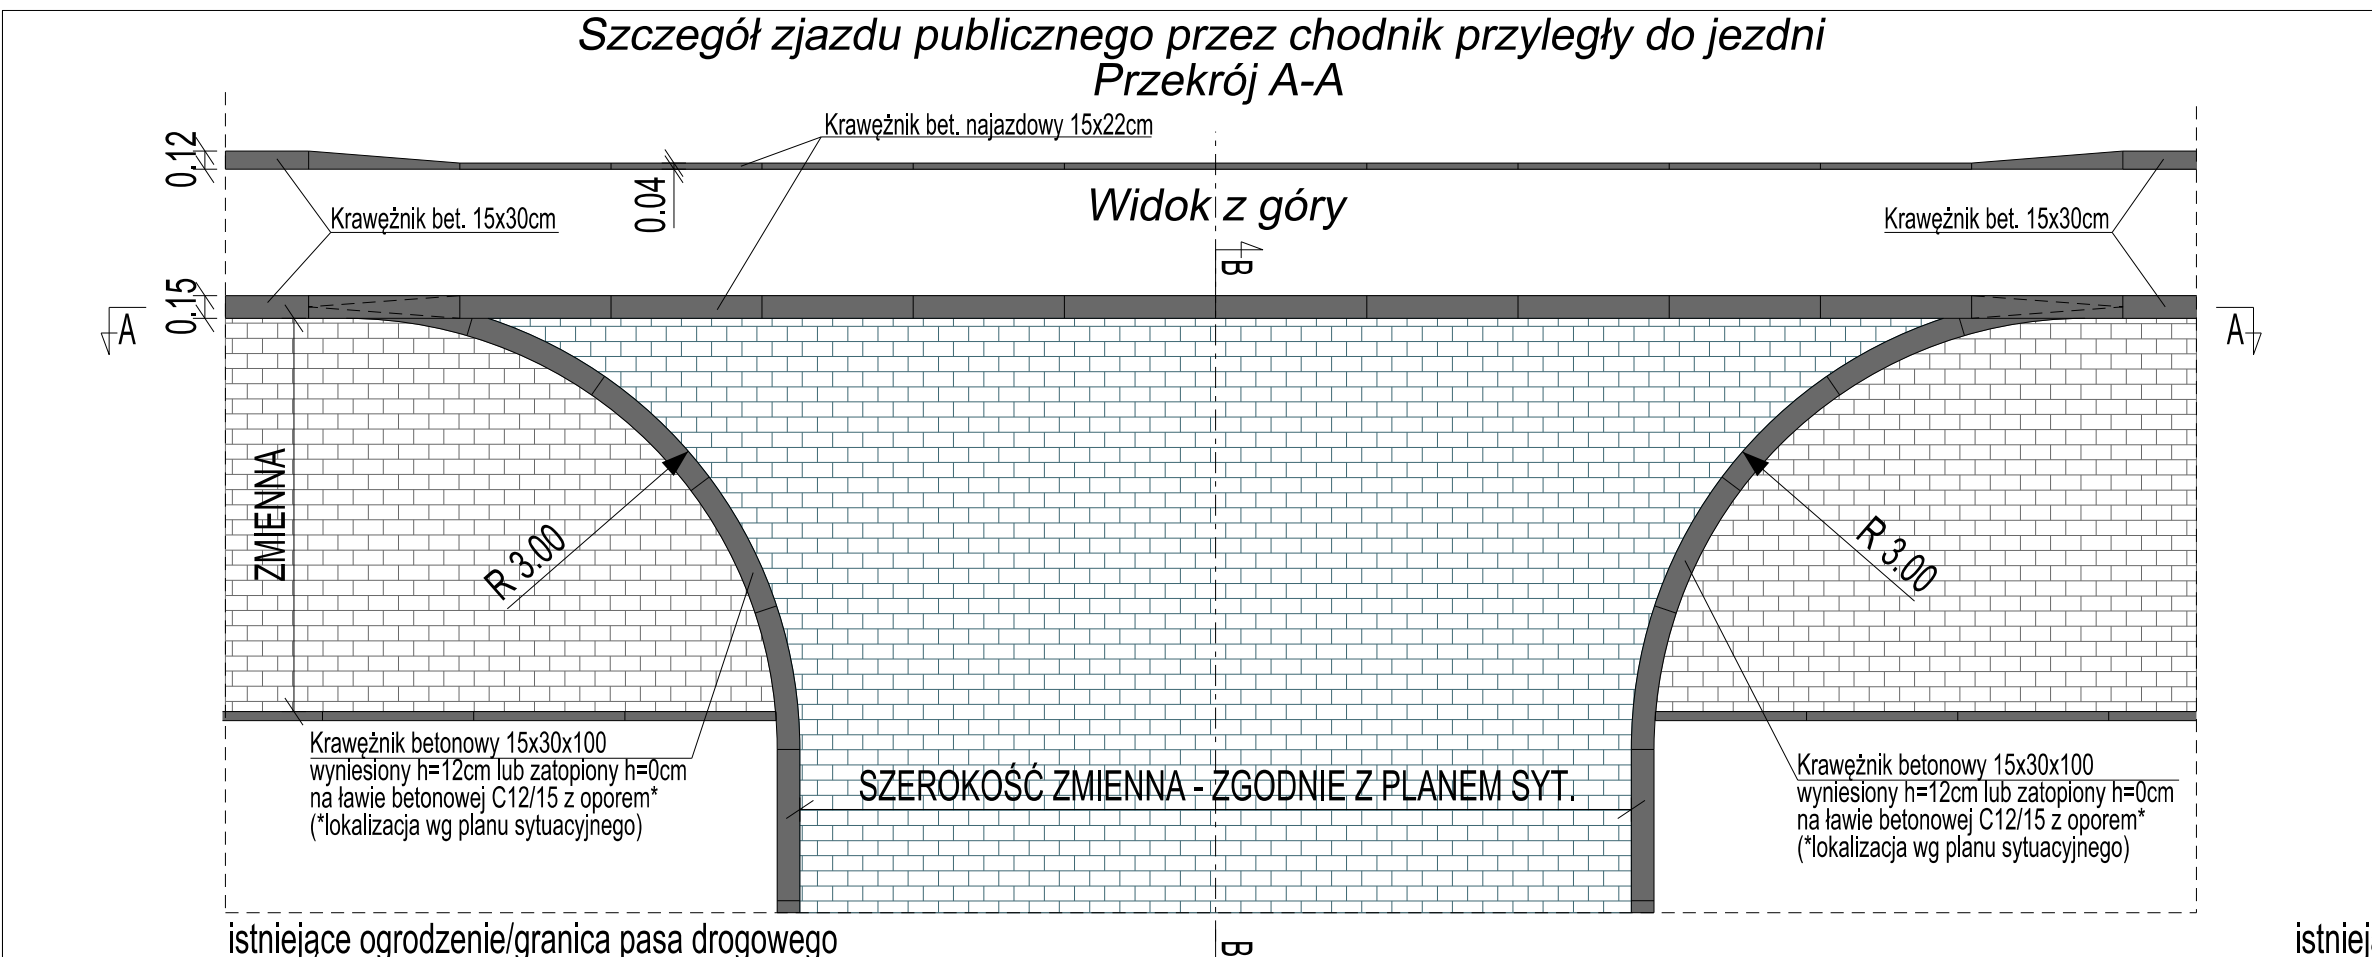 Szczegół zjazdu publicznego przez chodnik przyległy do jezdni
Przekrój A-A
Krawężnik bet. najazdowy 15x22cm
0.12
0.04
Widok z góry
Krawężnik bet. 15x30cm
Krawężnik bet. 15x30cm
B
0.15
A
A
ZMIENNA
R 3.00
R 3.00
Krawężnik betonowy 15x30x100
wyniesiony h=12cm lub zatopiony h=0cm
na ławie betonowej C12/15 z oporem*
(*lokalizacja wg planu sytuacyjnego)
SZEROKOŚĆ ZMIENNA - ZGODNIE Z PLANEM SYT.
Krawężnik betonowy 15x30x100
wyniesiony h=12cm lub zatopiony h=0cm
na ławie betonowej C12/15 z oporem*
(*lokalizacja wg planu sytuacyjnego)
istniejące ogrodzenie/granica pasa drogowego
B